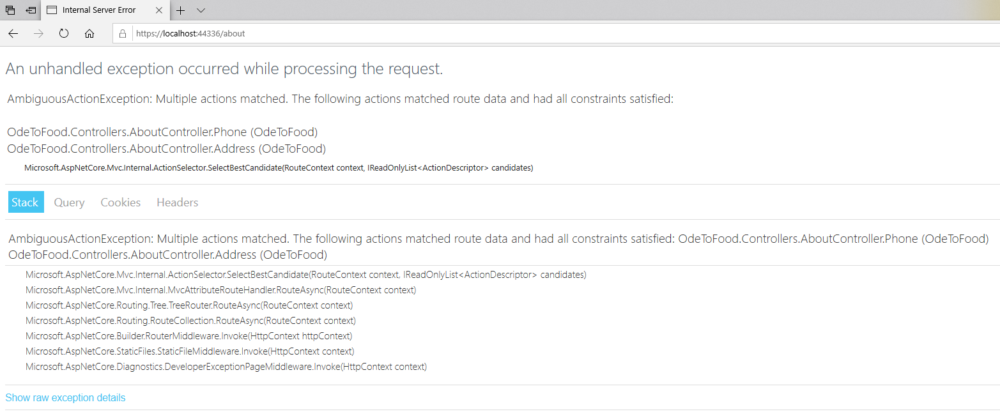 Internal Server Error
https://localhost:44336/about
An unhandled exception occurred while processing the request.
AmbiguousActionException: Multiple actions matched. The following actions matched route data and had all constraints satisfied:
OdeToFood.Controllers.AboutController.Phone (OdeToFood)
OdeToFood.Controllers.AboutController.Address (OdeToFood)
Microsoft.AspNetCore.Mvc.Internal.ActionSelector.SelectBestCandidate(RouteContext context, IReadOnlyList<ActionDescriptor> candidates)
Stack Query Cookies Headers
AmbiguousActionException: Multiple actions matched. The following actions matched route data and had all constraints satisfied: OdeToFood.Controllers.AboutController.Phone (OdeToFood)
OdeToFood.Controllers.AboutController.Address (OdeToFood)
Microsoft.AspNetCore.Mvc.Internal.ActionSelector.SelectBestCandidate(RouteContext context, IReadOnlyList<ActionDescriptor> candidates)
Microsoft.AspNetCore.Mvc.Internal.MvcAttributeRouteHandler.RouteAsync(RouteContext context)
Microsoft.AspNetCore.Routing.Tree.TreeRouter.RouteAsync(RouteContext context)
Microsoft.AspNetCore.Routing.RouteCollection.RouteAsync(RouteContext context)
Microsoft.AspNetCore.Builder.RouterMiddleware.Invoke(HttpContext httpContext)
Microsoft.AspNetCore.StaticFiles.StaticFileMiddleware.Invoke(HttpContext context)
Microsoft.AspNetCore.Diagnostics.DeveloperExceptionPageMiddleware.Invoke(HttpContext context)
Show raw exception details